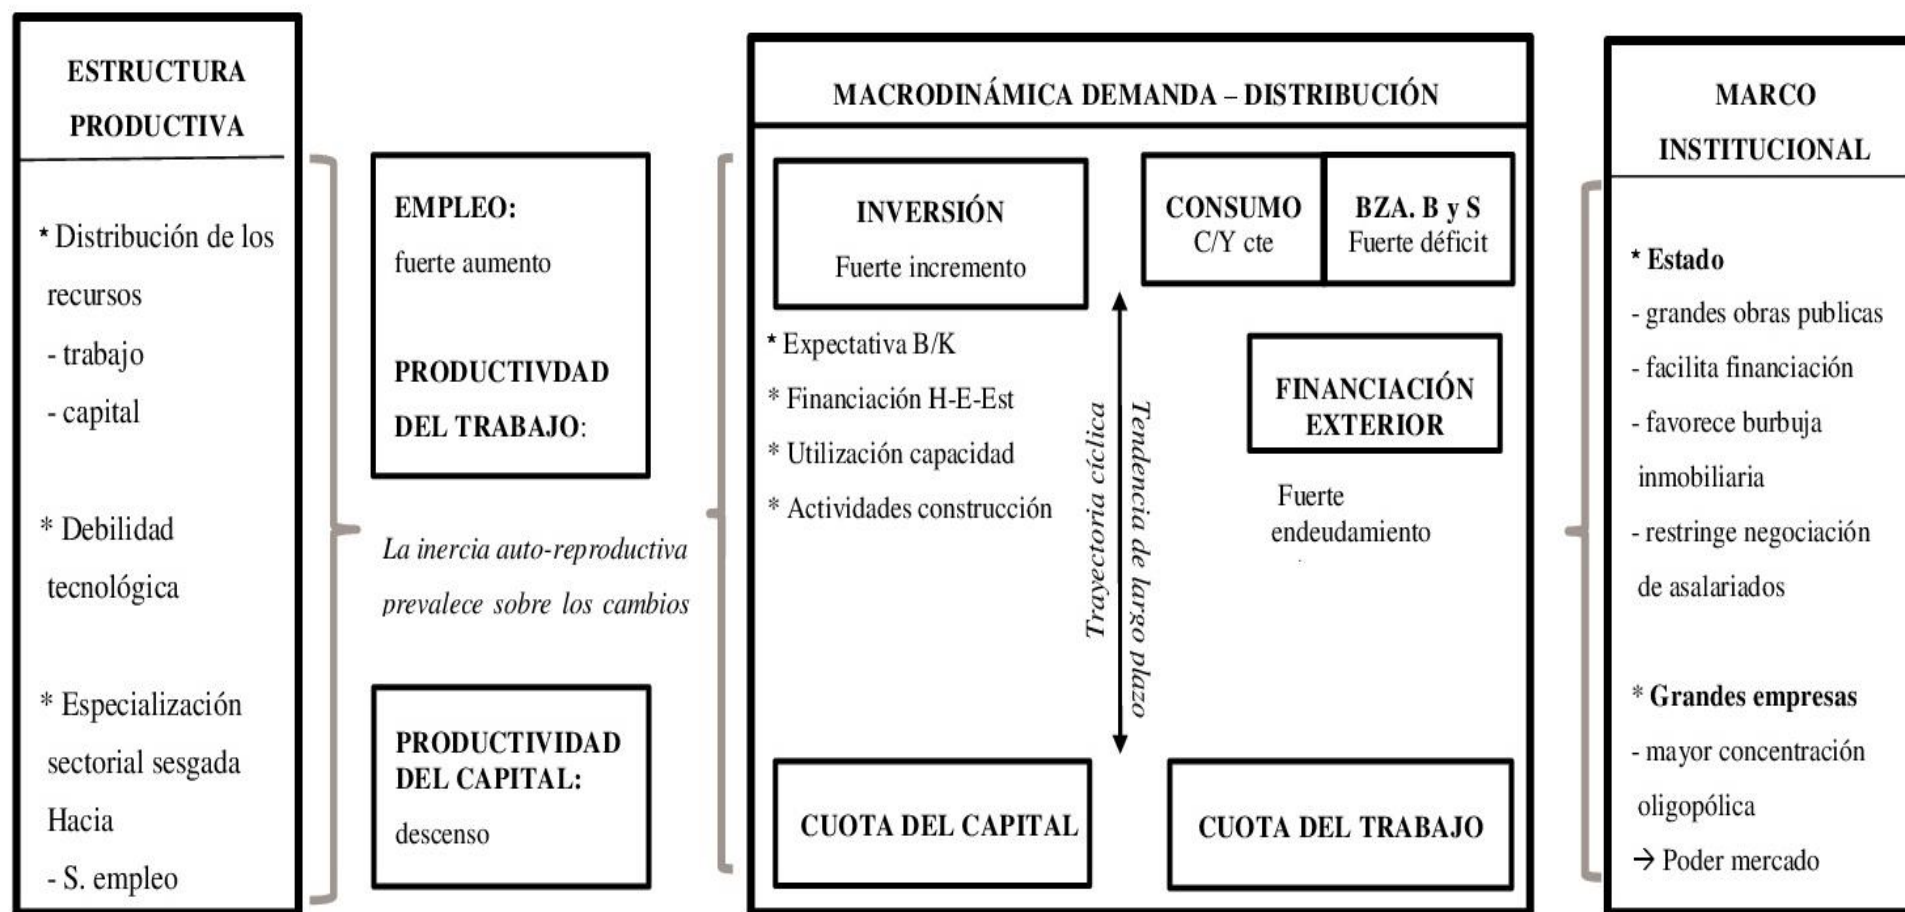 ESTRUCTURA
PRODUCTIVA
* Distribución de los
recursos
- trabajo
- capital
* Debilidad
tecnológica
* Especialización
sectorial sesgada
Hacia
- S. empleo
EMPLEO:
fuerte aumento
PRODUCTIVDAD
DEL TRABAJO:
La inercia auto-reproductiva
prevalece sobre los cambios
PRODUCTIVIDAD
DEL CAPITAL:
descenso
MACRODINÁMICA DEMANDA – DISTRIBUCIÓN
INVERSIÓN
Fuerte incremento
* Expectativa B/K
* Financiación H-E-Est
* Utilización capacidad
* Actividades construcción
CONSUMO
C/Y cte
BZA. B y S
Fuerte déficit
Trayectoria cíclica
Tendencia de largo plazo
FINANCIACIÓN
EXTERIOR
Fuerte
endeudamiento
CUOTA DEL CAPITAL
CUOTA DEL TRABAJO
MARCO
INSTITUCIONAL
* Estado
- grandes obras publicas
- facilita financiación
- favorece burbuja
inmobiliaria
- restringe negociación
de asalariados
* Grandes empresas
- mayor concentración
oligopólica
→ Poder mercado